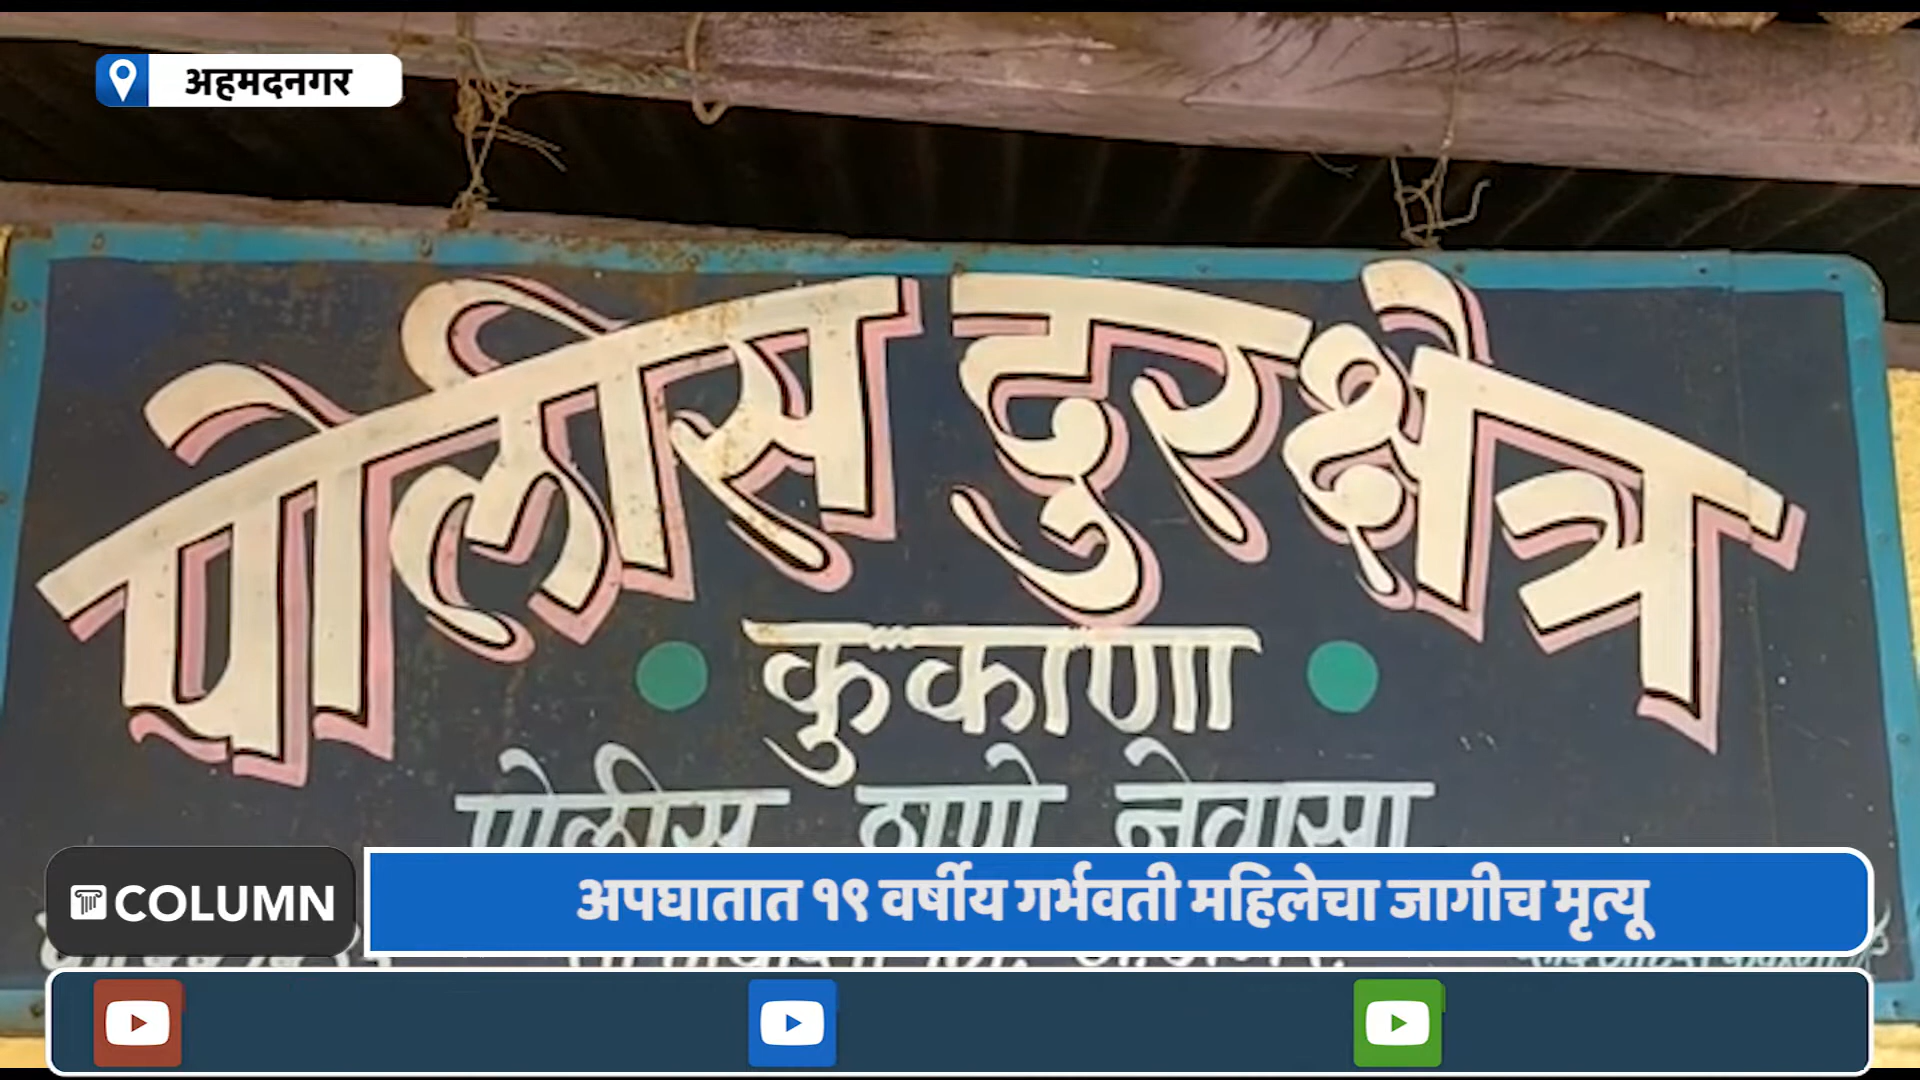 अहमदनगर
पोलीस दुरक्षेत्र
कुकाणा
पोलीस ठाणे नेवासा
COLUMN
अपघातात १९ वर्षीय गर्भवती महिलेचा जागीच मृत्यू